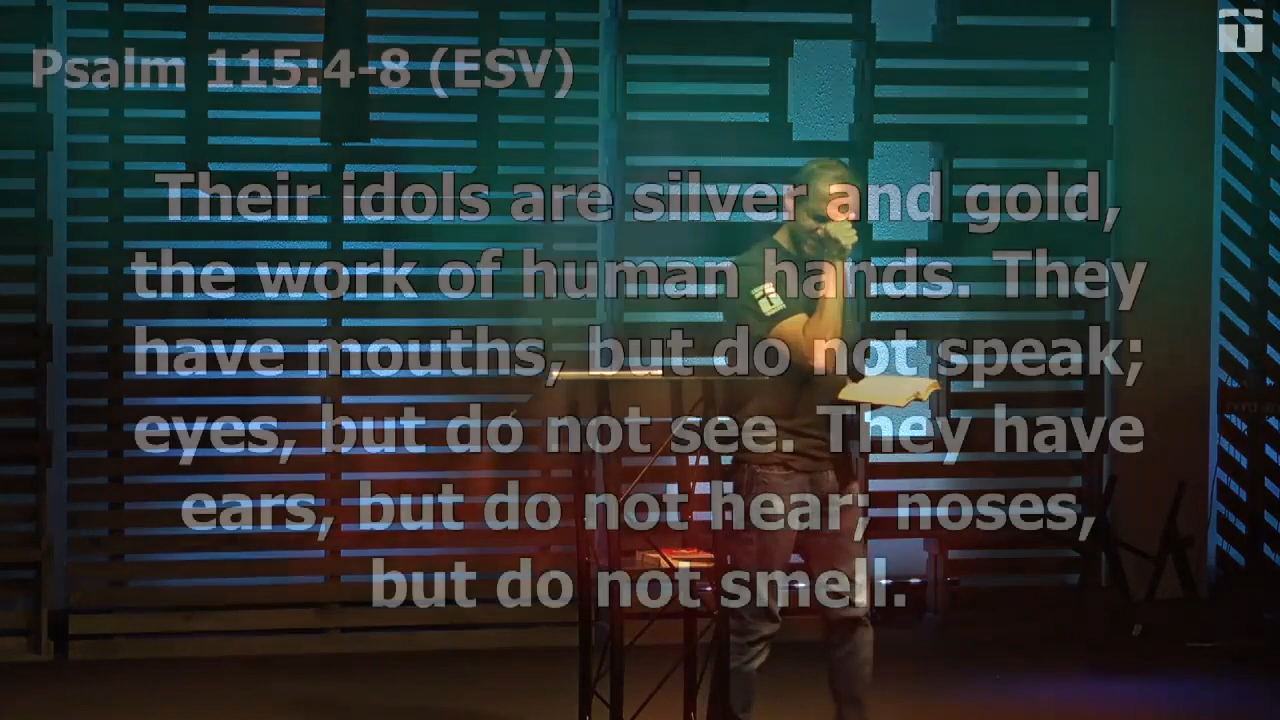 Psalm 115:4-8 (ESV)
Their idols are silver and gold,
the work of human hands. They
have mouths, but do not speak;
eyes, but do not see. They have
ears, but do not hear; noses,
but do not smell.